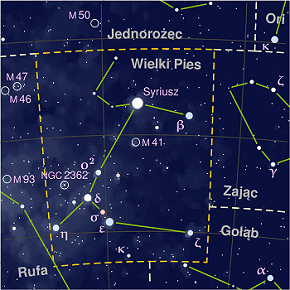 M 50
Ori
Jednorożec
κ
Wielki Pies
M 47
M 46
Syriusz
ζ
β
M 41
γ
ο²
M 93
NGC 2362
δ
Zając
σ
ε
η
ζ
Gołąb
κ
Rufa
α